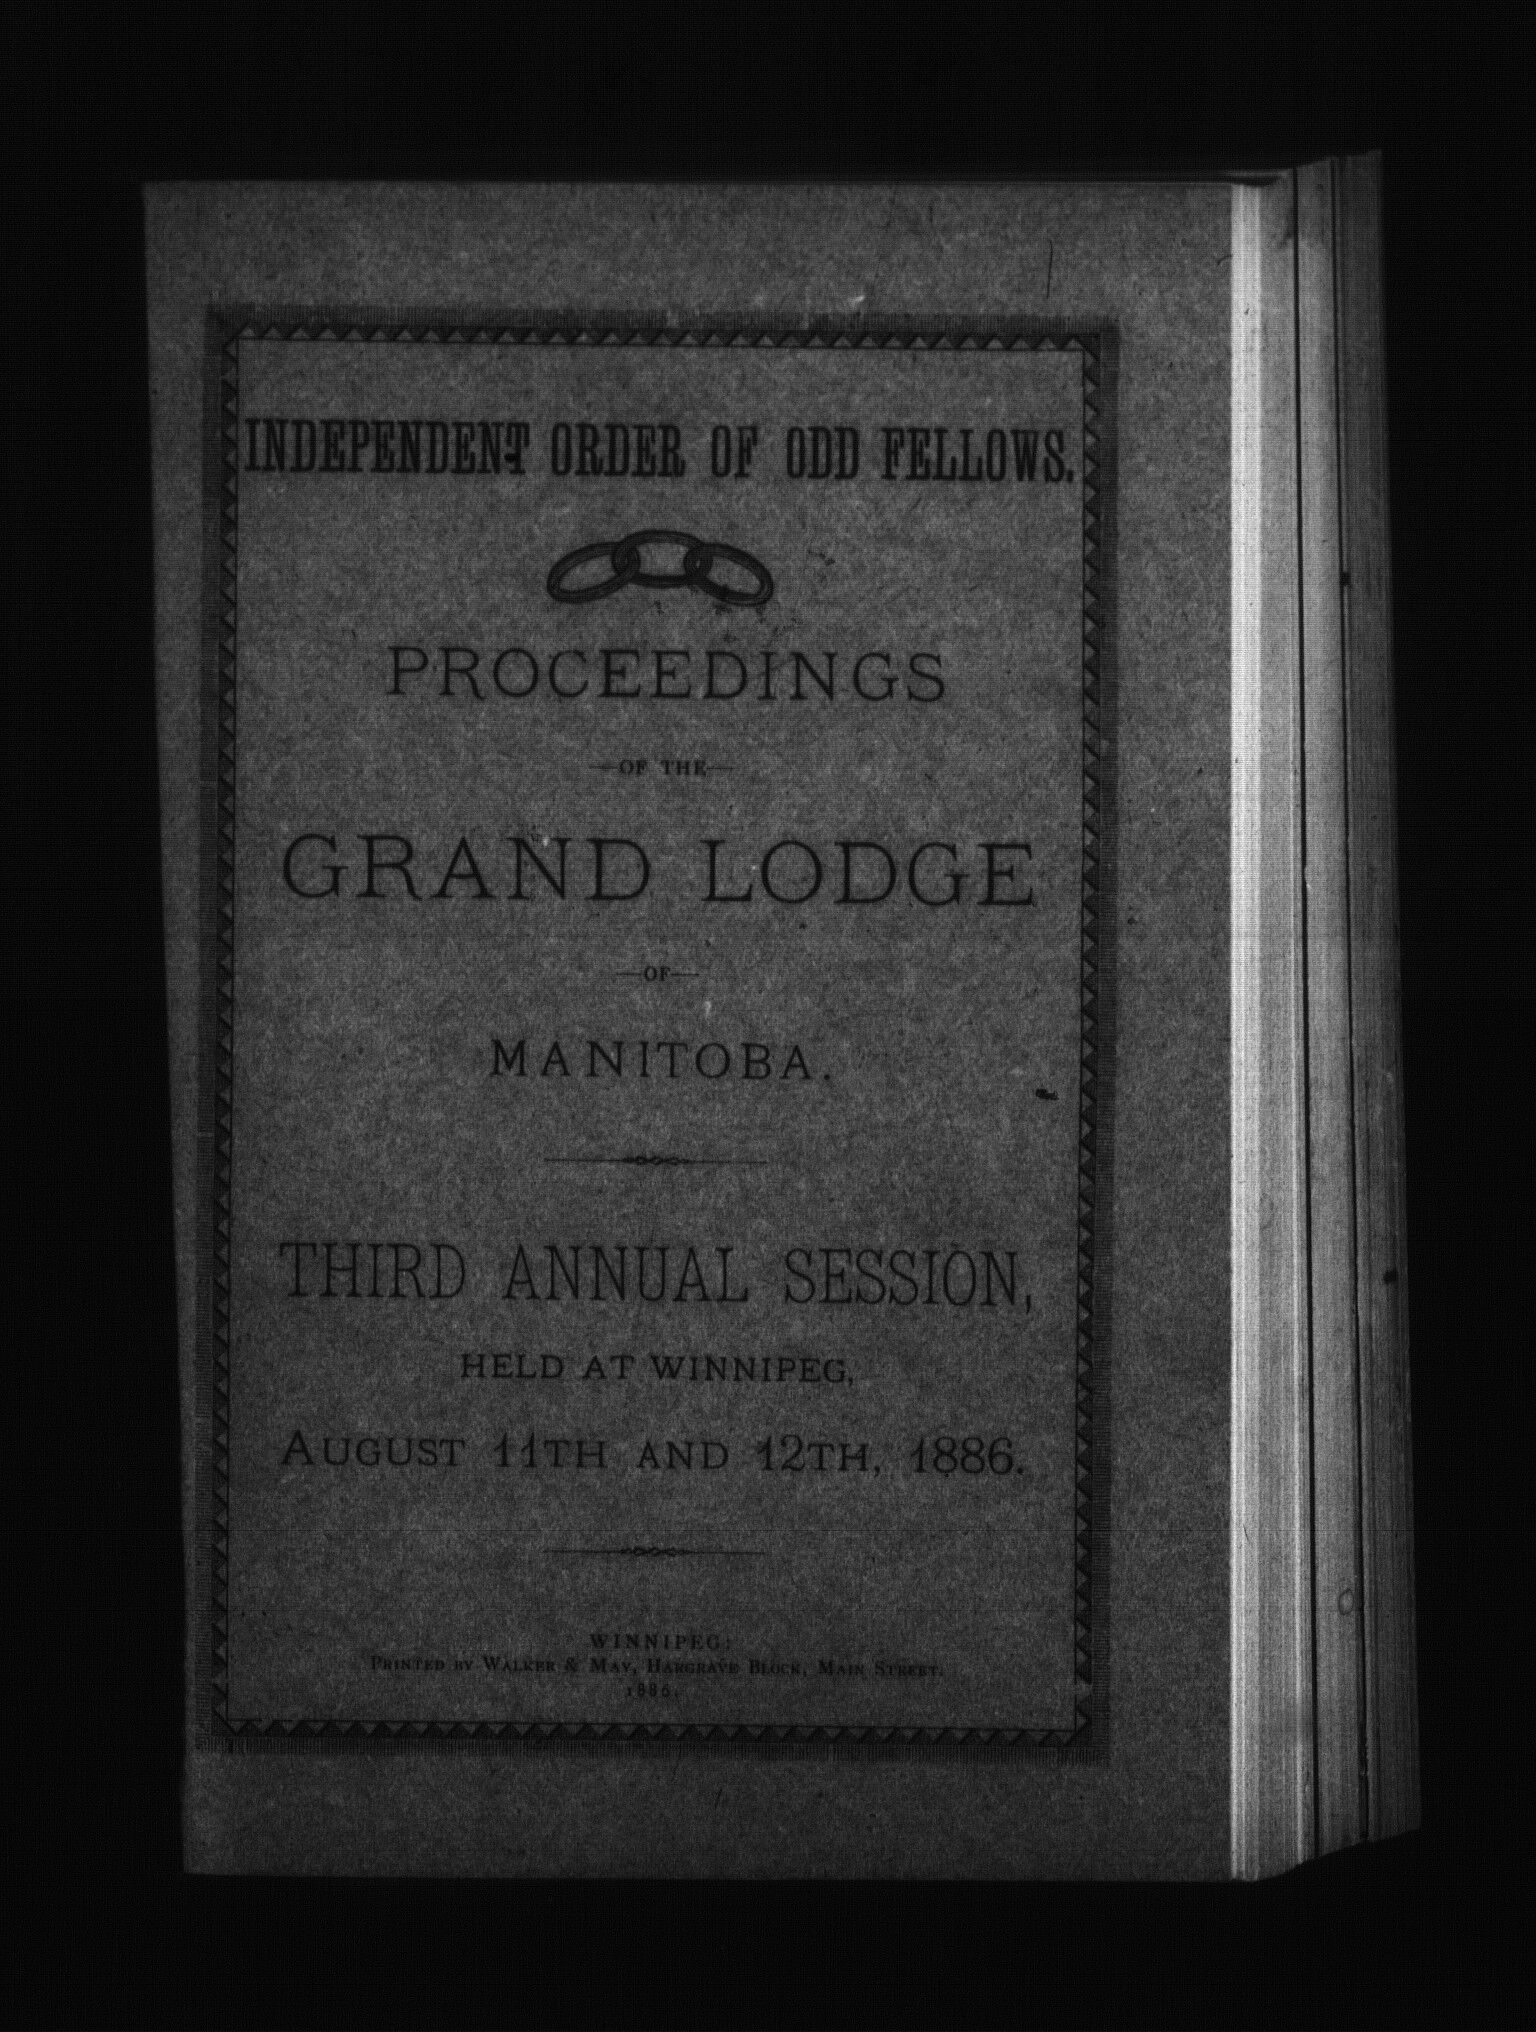 INDEPENDENT ORDER OF ODD FELLOWS.
PROCEEDINGS
—OF THE—
GRAND LODGE
—OF—
MANITOBA.
THIRD ANNUAL SESSION,
HELD AT WINNIPEG,
AUGUST 11TH AND 12TH, 1886.
WINNIPEG:
PRINTED BY WALKER & MAY, HARGRAVE BLOCK, MAIN STREET.
1886.